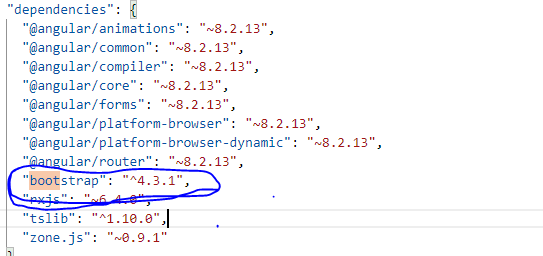 "dependencies": {
"@angular/animations": "~8.2.13",
"@angular/common": "~8.2.13",
"@angular/compiler": "~8.2.13",
"@angular/core": "~8.2.13",
"@angular/forms": "~8.2.13",
"@angular/platform-browser": "~8.2.13",
"@angular/platform-browser-dynamic": "~8.2.13",
"@angular/router": "~8.2.13",
"bootstrap": "^4.3.1",
"rxjs": "~6.4.0",
"tslib": "^1.10.0",
"zone.js": "~0.9.1"
}